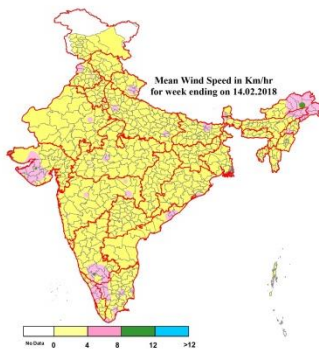 Mean Wind Speed in Km/hr
for week ending on 14.02.2018
No Data 0 4 8 12 >12